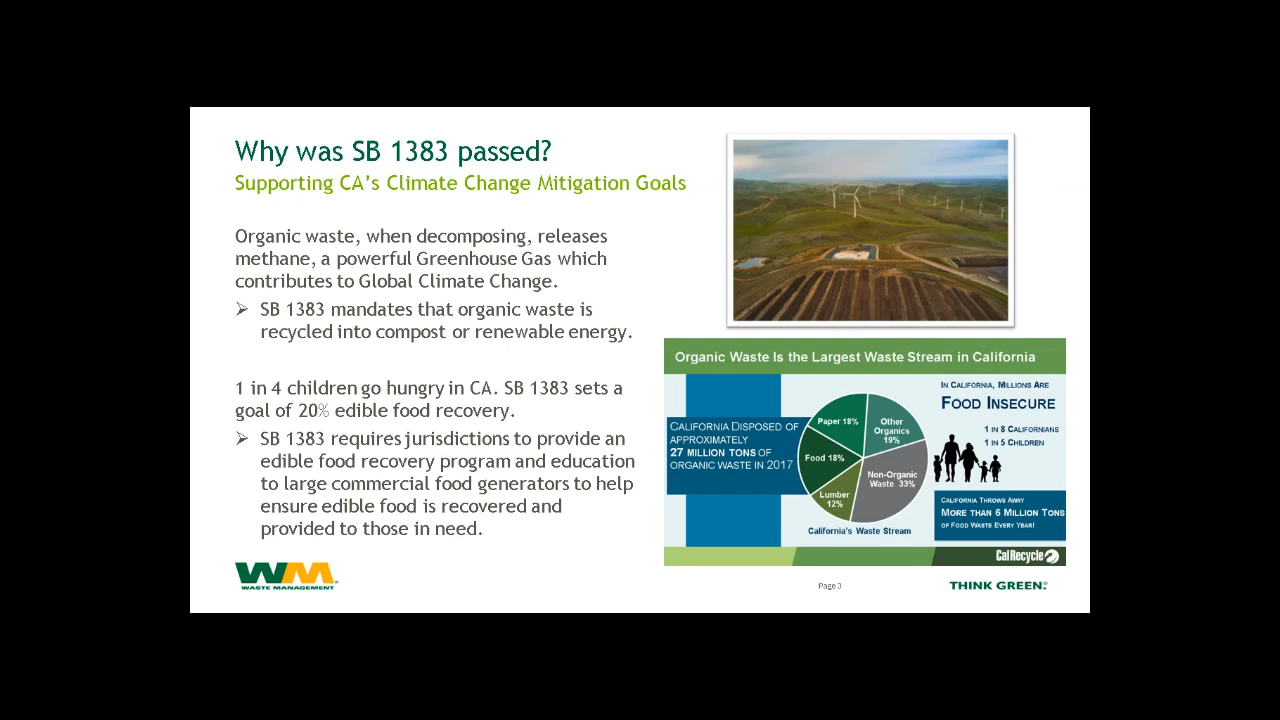 Why was SB 1383 passed?
Supporting CA's Climate Change Mitigation Goals
Organic waste, when decomposing, releases
methane, a powerful Greenhouse Gas which
contributes to Global Climate Change.
SB 1383 mandates that organic waste is
recycled into compost or renewable energy.
1 in 4 children go hungry in CA. SB 1383 sets a
goal of 20% edible food recovery.
SB 1383 requires jurisdictions to provide an
edible food recovery program and education
to large commercial food generators to help
ensure edible food is recovered and
provided to those in need.
Organic Waste Is the Largest Waste Stream in California
CALIFORNIA DISPOSED OF
APPROXIMATELY
27 MILLION TONS OF
ORGANIC WASTE IN 2017
Paper 18%
Other
Organics
19%
Food 18%
Non-Organic
Waste 33%
Lumber
12%
California's Waste Stream
IN CALIFORNIA, MILLIONS ARE
FOOD INSECURE
1 IN 8 CALIFORNIANS
1 IN 5 CHILDREN
CALIFORNIA THROWS AWAY
MORE THAN 6 MILLION TONS
OF FOOD WASTE EVERY YEAR!
CalRecycle
WM
WASTE MANAGEMENT
Page 3
THINK GREEN.